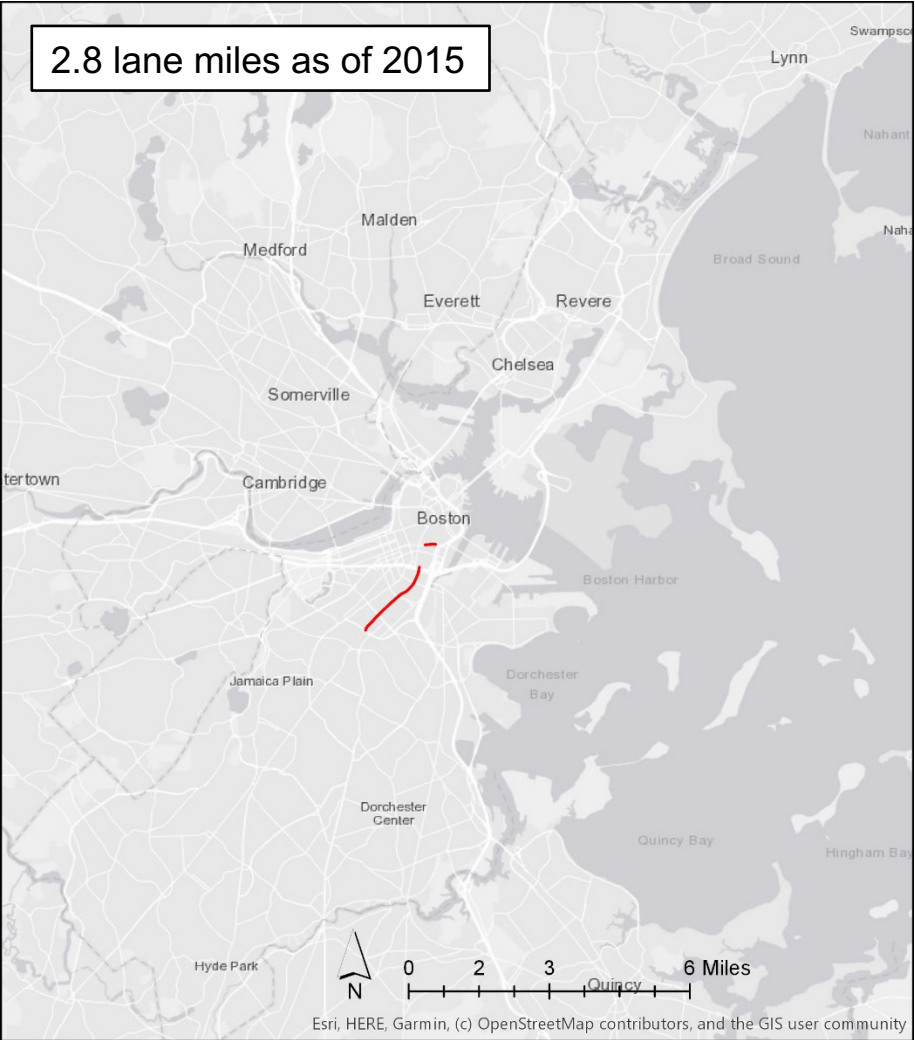 2.8 lane miles as of 2015
Swampsc
Lynn
Nahant
Malden
Naha
Medford
Broad Sound
Everett
Revere
Chelsea
Somerville
tertown
Cambridge
Boston
Boston Harbor
Jamaica Plain
Dorchester
Bay
Dorchester
Center
Quincy Bay
Hingham Bay
Hyde Park
N
0 2 3 6 Miles
Quincy
Esri, HERE, Garmin, (c) OpenStreetMap contributors, and the GIS user community